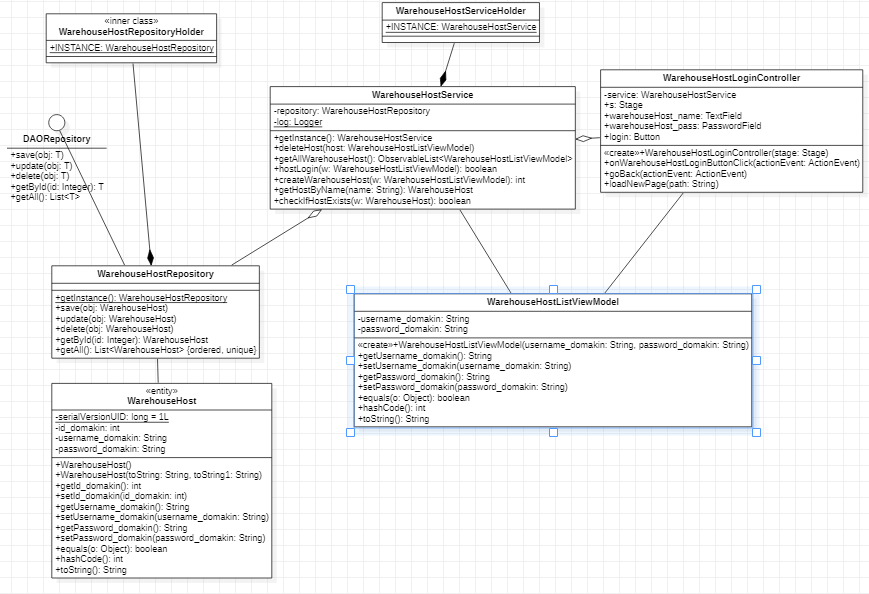 «inner class»
WarehouseHostRepositoryHolder
+INSTANCE: WarehouseHostRepository
WarehouseHostServiceHolder
+INSTANCE: WarehouseHostService
DAORepository
+save(obj: T)
+update(obj: T)
+delete(obj: T)
+getById(id: Integer): T
+getAll(): List<T>
WarehouseHostService
-repository: WarehouseHostRepository
-log: Logger
+getInstance(): WarehouseHostService
+deleteHost(host: WarehouseHostListViewModel)
+getAllWarehouseHost(): ObservableList<WarehouseHostListViewModel>
+hostLogin(w: WarehouseHostListViewModel): boolean
+createWarehouseHost(w: WarehouseHostListViewModel): int
+getHostByName(name: String): WarehouseHost
+checkIfHostExists(w: WarehouseHost): boolean
WarehouseHostLoginController
-service: WarehouseHostService
+s: Stage
+warehouseHost_name: TextField
+warehouseHost_pass: PasswordField
+login: Button
«create»+WarehouseHostLoginController(stage: Stage)
+onWarehouseHostLoginButtonClick(actionEvent: ActionEvent)
+goBack(actionEvent: ActionEvent)
+loadNewPage(path: String)
WarehouseHostRepository
+getInstance(): WarehouseHostRepository
+save(obj: WarehouseHost)
+update(obj: WarehouseHost)
+delete(obj: WarehouseHost)
+getById(id: Integer): WarehouseHost
+getAll(): List<WarehouseHost> {ordered, unique}
WarehouseHostListViewModel
-username_domakin: String
-password_domakin: String
«create»+WarehouseHostListViewModel(username_domakin: String, password_domakin: String)
+getUsername_domakin(): String
+setUsername_domakin(username_domakin: String)
+getPassword_domakin(): String
+setPassword_domakin(password_domakin: String)
+equals(o: Object): boolean
+hashCode(): int
+toString(): String
«entity»
WarehouseHost
-serialVersionUID: long = 1L
-id_domakin: int
-username_domakin: String
-password_domakin: String
+WarehouseHost()
+WarehouseHost(toString: String, toString1: String)
+getId_domakin(): int
+setId_domakin(id_domakin: int)
+getUsername_domakin(): String
+setUsername_domakin(username_domakin: String)
+getPassword_domakin(): String
+setPassword_domakin(password_domakin: String)
+equals(o: Object): boolean
+hashCode(): int
+toString(): String